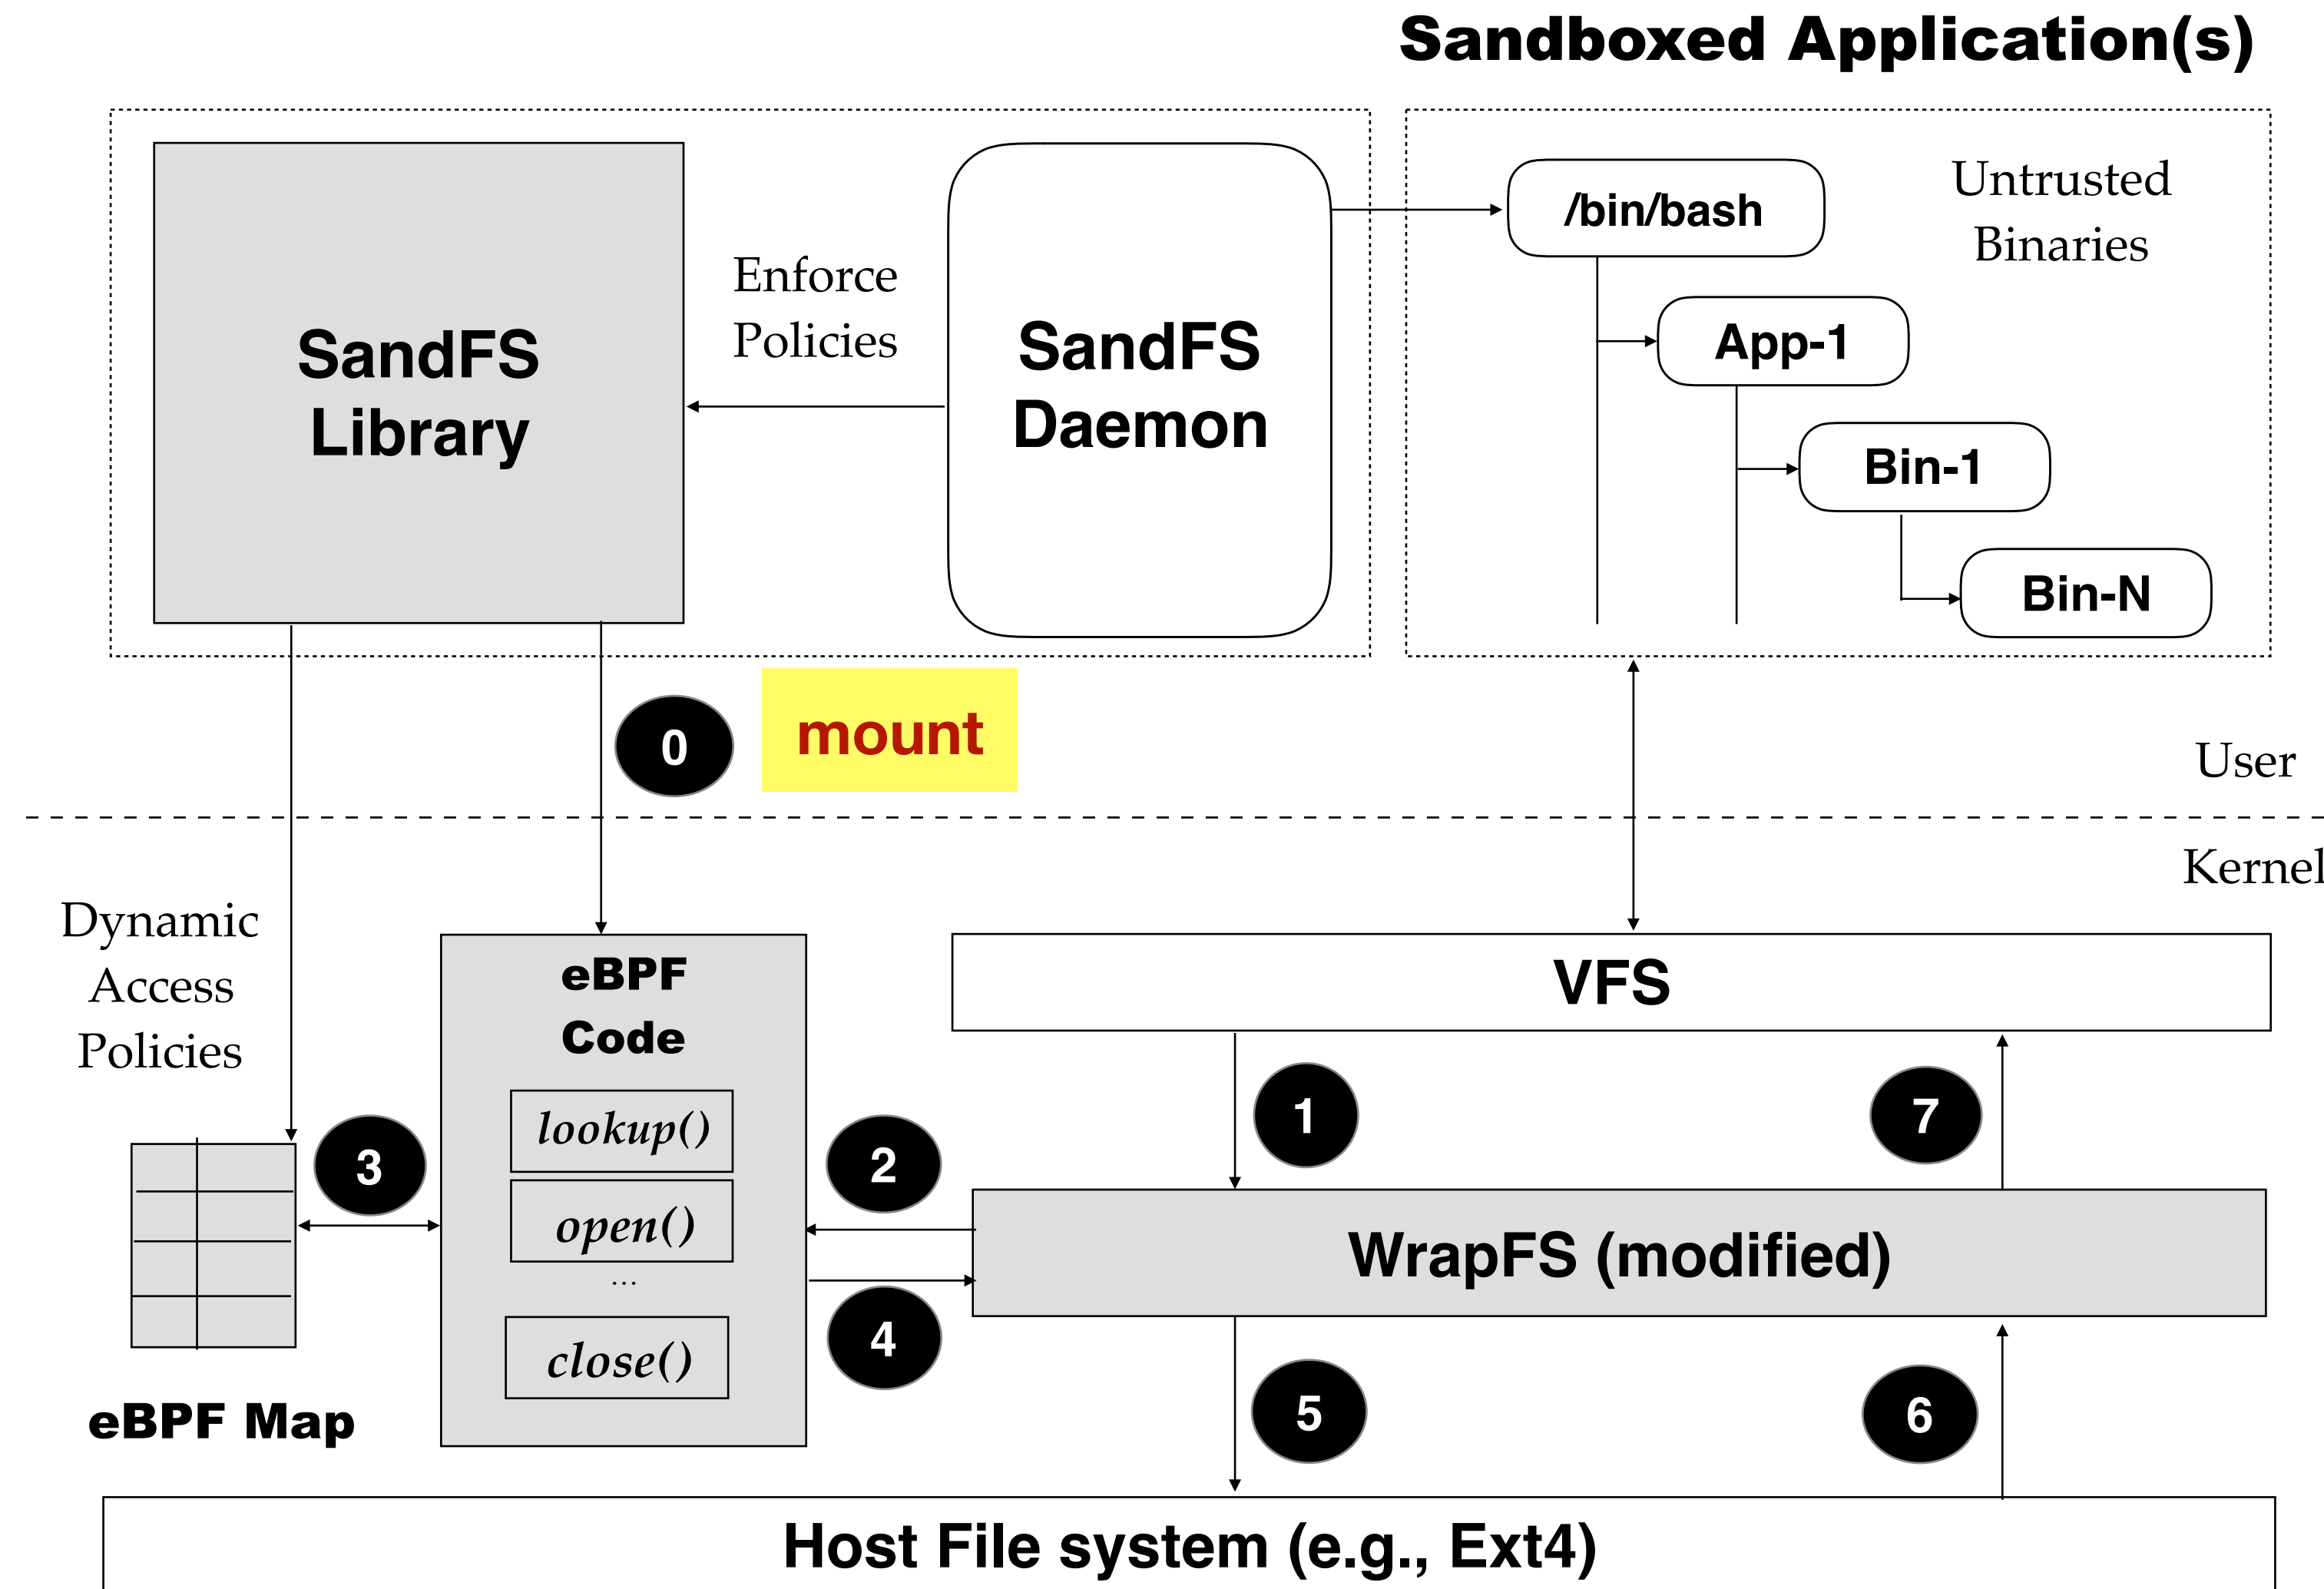 Sandboxed Application(s)
SandFS
Library
Enforce
Policies
SandFS
Daemon
/bin/bash
Untrusted
Binaries
App-1
Bin-1
Bin-N
0
mount
User
Kernel
Dynamic
Access
Policies
eBPF
Code
lookup()
open()
...
close()
VFS
1
7
3
2
WrapFS (modified)
4
eBPF Map
5
6
Host File system (e.g., Ext4)